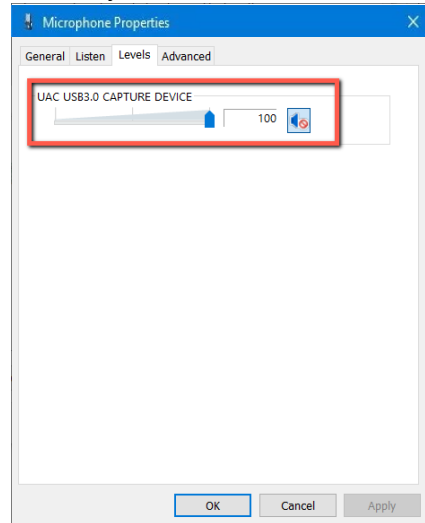 Microphone Properties
General Listen Levels Advanced
UAC USB3.0 CAPTURE DEVICE
100
OK Cancel Apply